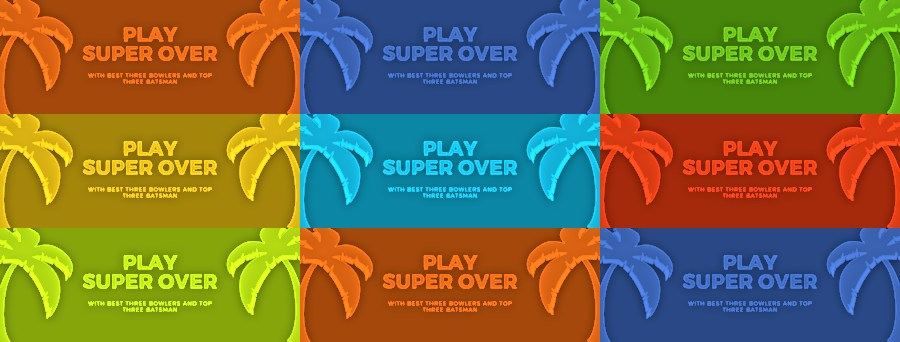 PLAY
SUPER OVER
WITH BEST THREE BOWLERS AND TOP
THREE BATSMAN
PLAY
SUPER OVER
WITH BEST THREE BOWLERS AND TOP
THREE BATSMAN
PLAY
SUPER OVER
WITH BEST THREE BOWLERS AND TOP
THREE BATSMAN
PLAY
SUPER OVER
WITH BEST THREE BOWLERS AND TOP
THREE BATSMAN
PLAY
SUPER OVER
WITH BEST THREE BOWLERS AND TOP
THREE BATSMAN
PLAY
SUPER OVER
WITH BEST THREE BOWLERS AND TOP
THREE BATSMAN
PLAY
SUPER OVER
WITH BEST THREE BOWLERS AND TOP
THREE BATSMAN
PLAY
SUPER OVER
WITH BEST THREE BOWLERS AND TOP
THREE BATSMAN
PLAY
SUPER OVER
WITH BEST THREE BOWLERS AND TOP
THREE BATSMAN